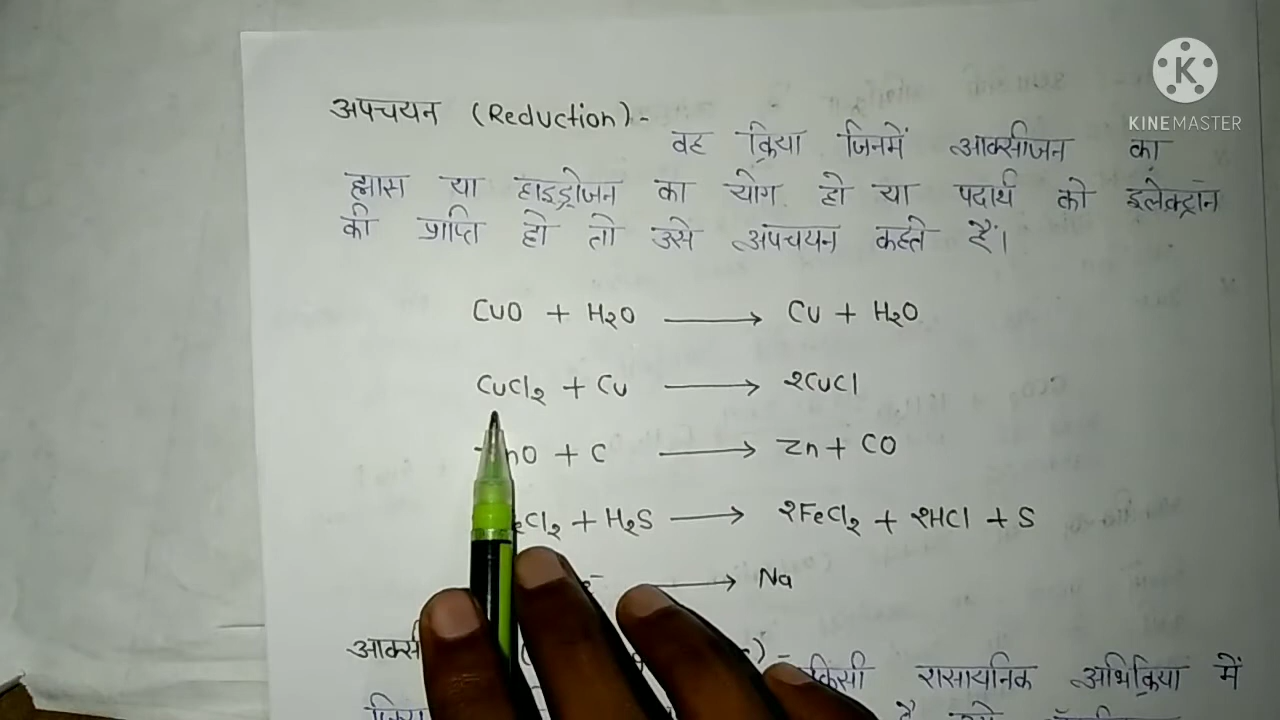 K
KINEMASTER
अपचयन (Reduction) -
वह क्रिया जिनमें आक्सीजन का
ह्मास या हाइड्रोजन का योग हो या पदार्थ को इलेक्ट्रॉन
की प्राप्ति हो तो उसे अपचयन कहते हैं।
CuO + H₂O ⟶ Cu + H₂O
CuCl₂ + Cu ⟶ 2CuCl
nO + C ⟶ Zn + CO
Cl₂ + H₂S ⟶ 2FeCl₂ + 2HCl + S
⟶ Na
) -
किसी रासायनिक अभिक्रिया में